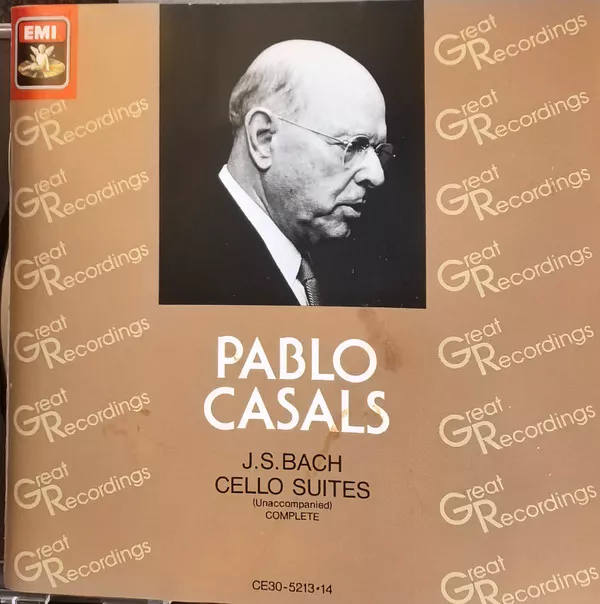 EMI
Great
Recordings
Great
Recordings
Great
Recordings
Great
Recordings
Great
Recordings
Great
Recordings
Great
Recordings
PABLO
CASALS
J.S.BACH
CELLO SUITES
(Unaccompanied)
COMPLETE
CE30-5213·14
Great
Recordings
Great
Recordings
Great
Recordings
Great
Recordings
Great
Recordings
Great
Recordings
Great
Recordings
Great
Recordings